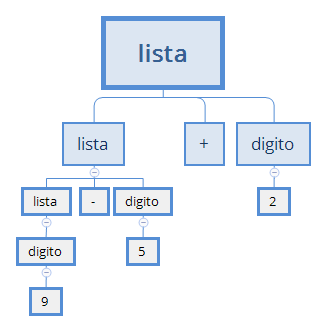 lista
lista + digito
lista - digito 2
digito 5
9